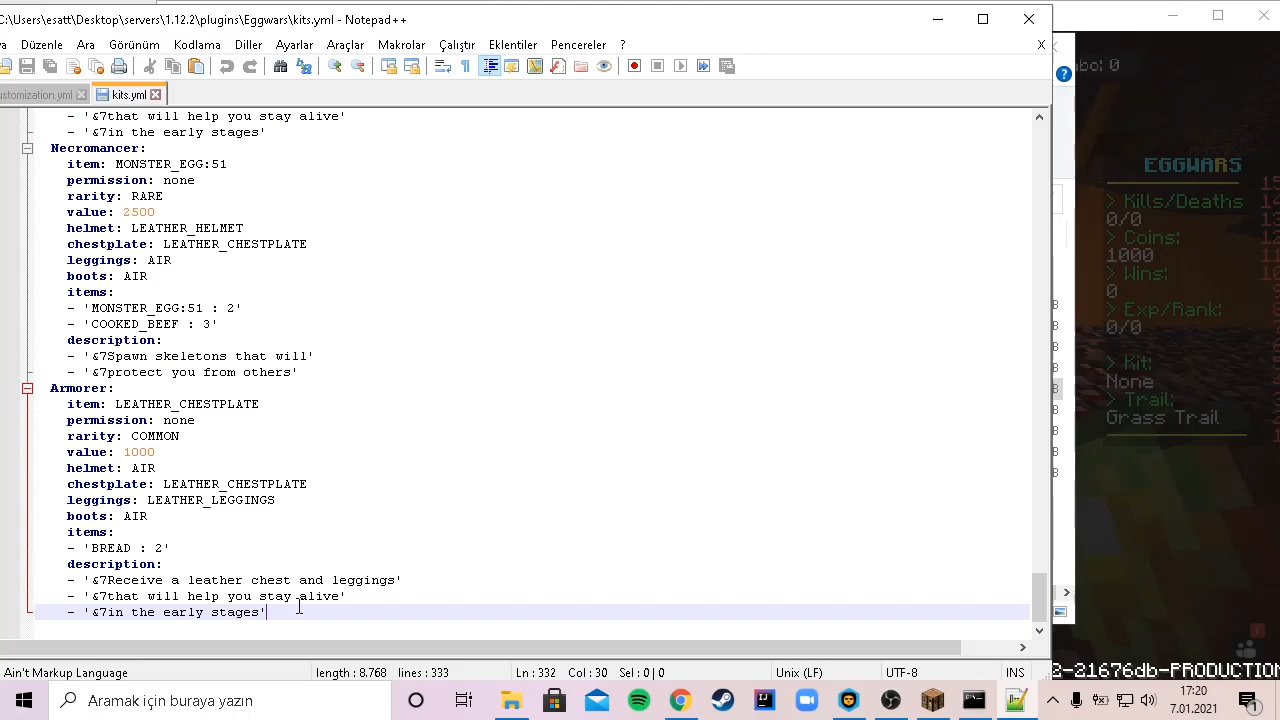 C:\Users\esatt\Desktop\servers\1.12.2\plugins\Eggwars\kits.yml - Notepad++
Düzenle Ara Görünüm Kodlama Diller Ayarlar Araçlar Makrolar Çalıştır Eklentiler Pencereler ? X
ustomization.yml kits.yml
- '&7that will help you stay alive'
- '&7in the early stages'
Necromancer:
item: MONSTER_EGG:51
permission: none
rarity: RARE
value: 2500
helmet: LEATHER_HELMET
chestplate: LEATHER_CHESTPLATE
leggings: AIR
boots: AIR
items:
- 'MONSTER_EGG:51 : 2'
- 'COOKED_BEEF : 3'
description:
- '&7Spawn skeletons that will'
- '&7protect you from others'
Armorer:
item: LEATHER_CHESTPLATE
permission: none
rarity: COMMON
value: 1000
helmet: AIR
chestplate: LEATHER_CHESTPLATE
leggings: LEATHER_LEGGINGS
boots: AIR
items:
- 'BREAD : 2'
description:
- '&7Receive a leather chest and leggings'
- '&7that will help you stay alive'
- '&7in the early stages'
Ain't Markup Language length : 8.768 lines : 333 Ln : 332 Col : 30 Sel : 0 | 0 Unix (LF) UTF-8 INS
mbo: 0
EGGWARS
> Kills/Deaths
0/0
> Coins:
1000
> Wins:
0
> Exp/Rank:
0/0
> Kit:
None
> Trail:
Grass Trail
2-21676db-PRODUCTION
Aramak için buraya yazın
17:20
7.01.2021